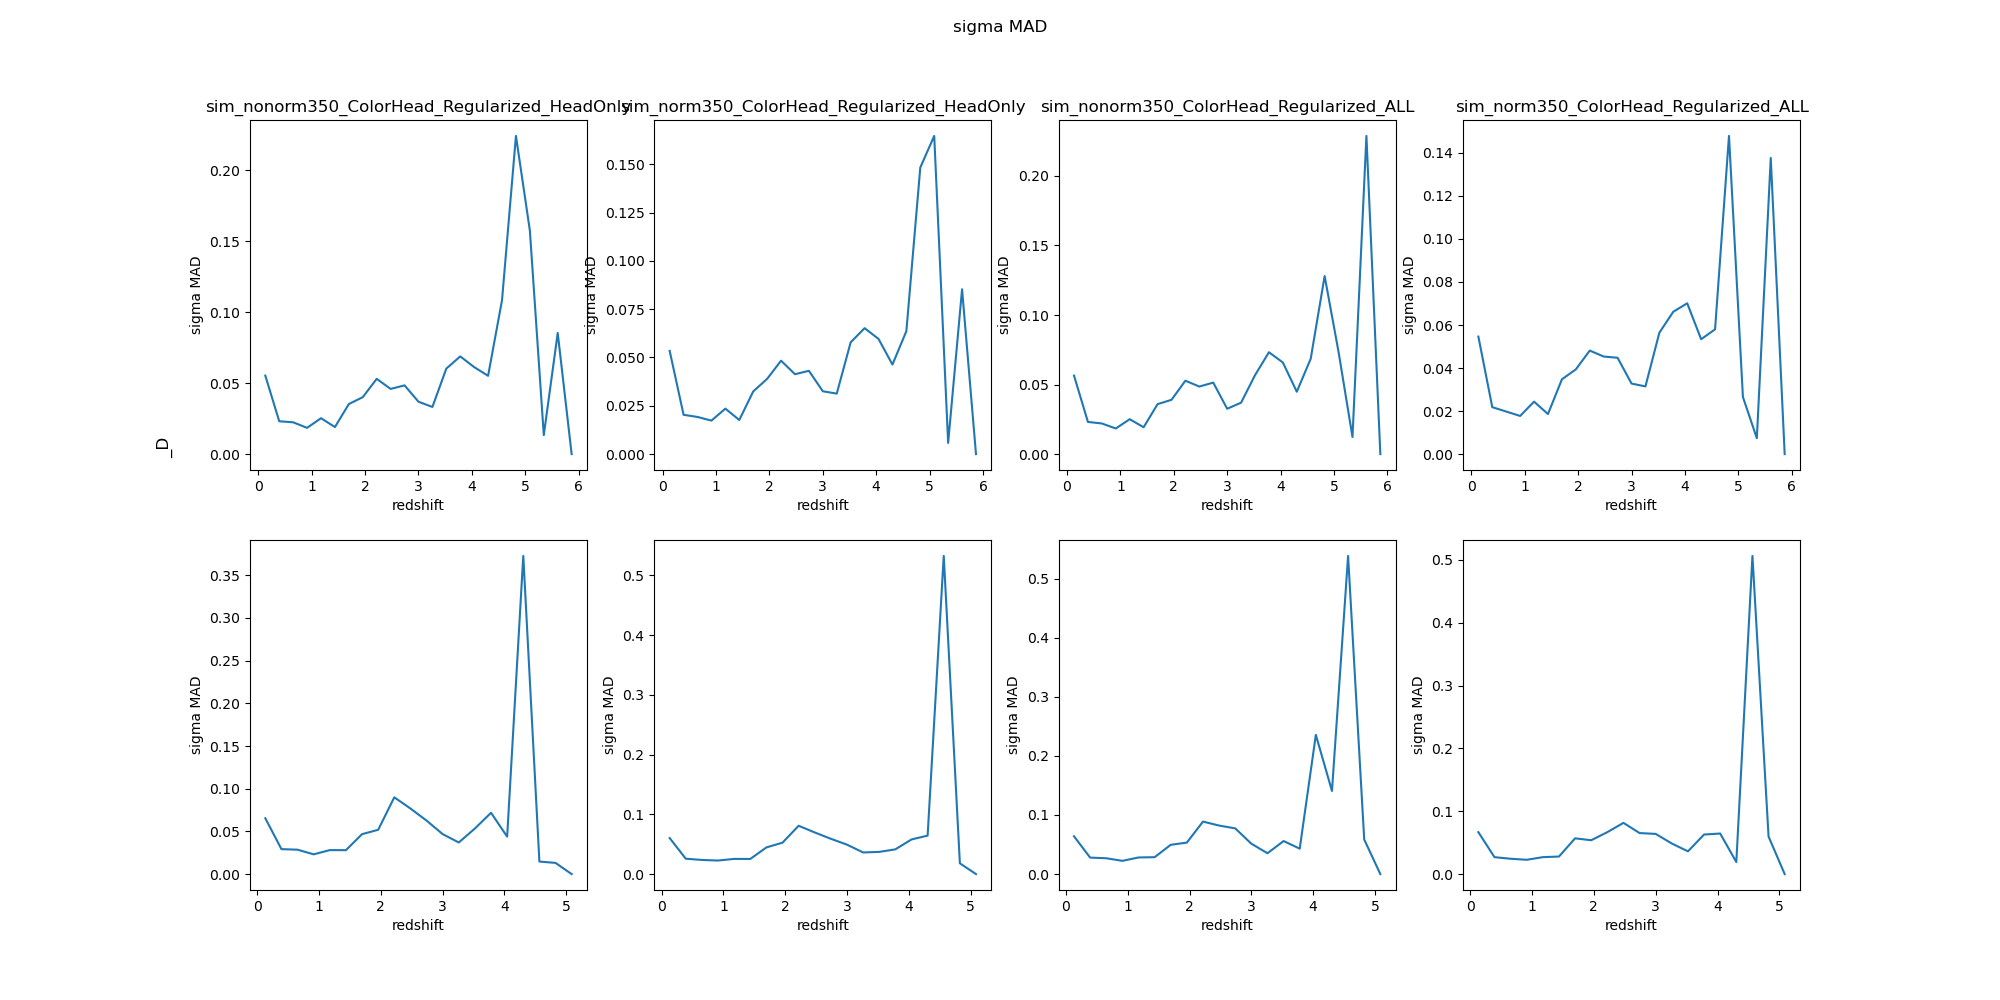 sigma MAD
sim_nonorm350_ColorHead_Regularized_HeadOnly
sim_norm350_ColorHead_Regularized_HeadOnly
sim_nonorm350_ColorHead_Regularized_ALL
sim_norm350_ColorHead_Regularized_ALL
_D
sigma MAD
0.20
0.15
0.10
0.05
0.00
0 1 2 3 4 5 6
redshift
sigma MAD
0.150
0.125
0.100
0.075
0.050
0.025
0.000
0 1 2 3 4 5 6
redshift
sigma MAD
0.20
0.15
0.10
0.05
0.00
0 1 2 3 4 5 6
redshift
sigma MAD
0.14
0.12
0.10
0.08
0.06
0.04
0.02
0.00
0 1 2 3 4 5 6
redshift
sigma MAD
0.35
0.30
0.25
0.20
0.15
0.10
0.05
0.00
0 1 2 3 4 5
redshift
sigma MAD
0.5
0.4
0.3
0.2
0.1
0.0
0 1 2 3 4 5
redshift
sigma MAD
0.5
0.4
0.3
0.2
0.1
0.0
0 1 2 3 4 5
redshift
sigma MAD
0.5
0.4
0.3
0.2
0.1
0.0
0 1 2 3 4 5
redshift